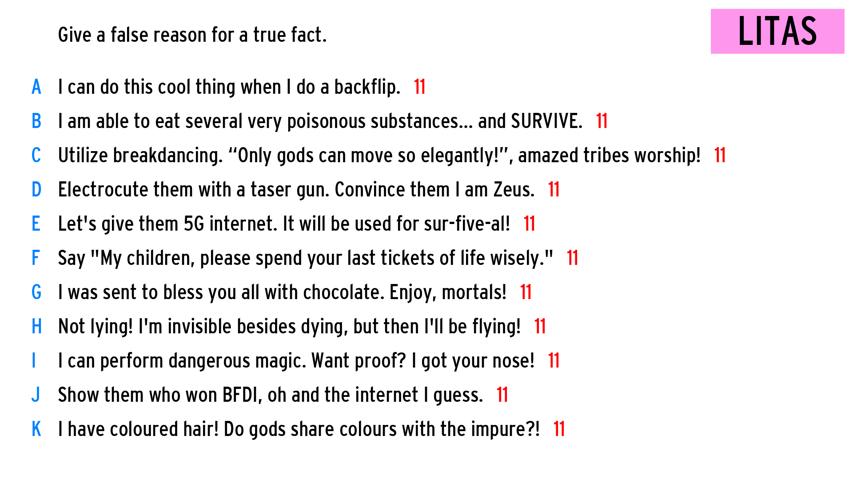 Give a false reason for a true fact.
LITAS
A I can do this cool thing when I do a backflip. 11
B I am able to eat several very poisonous substances... and SURVIVE. 11
C Utilize breakdancing. “Only gods can move so elegantly!”, amazed tribes worship! 11
D Electrocute them with a taser gun. Convince them I am Zeus. 11
E Let's give them 5G internet. It will be used for sur-five-al! 11
F Say "My children, please spend your last tickets of life wisely." 11
G I was sent to bless you all with chocolate. Enjoy, mortals! 11
H Not lying! I'm invisible besides dying, but then I'll be flying! 11
I I can perform dangerous magic. Want proof? I got your nose! 11
J Show them who won BFDI, oh and the internet I guess. 11
K I have coloured hair! Do gods share colours with the impure?! 11